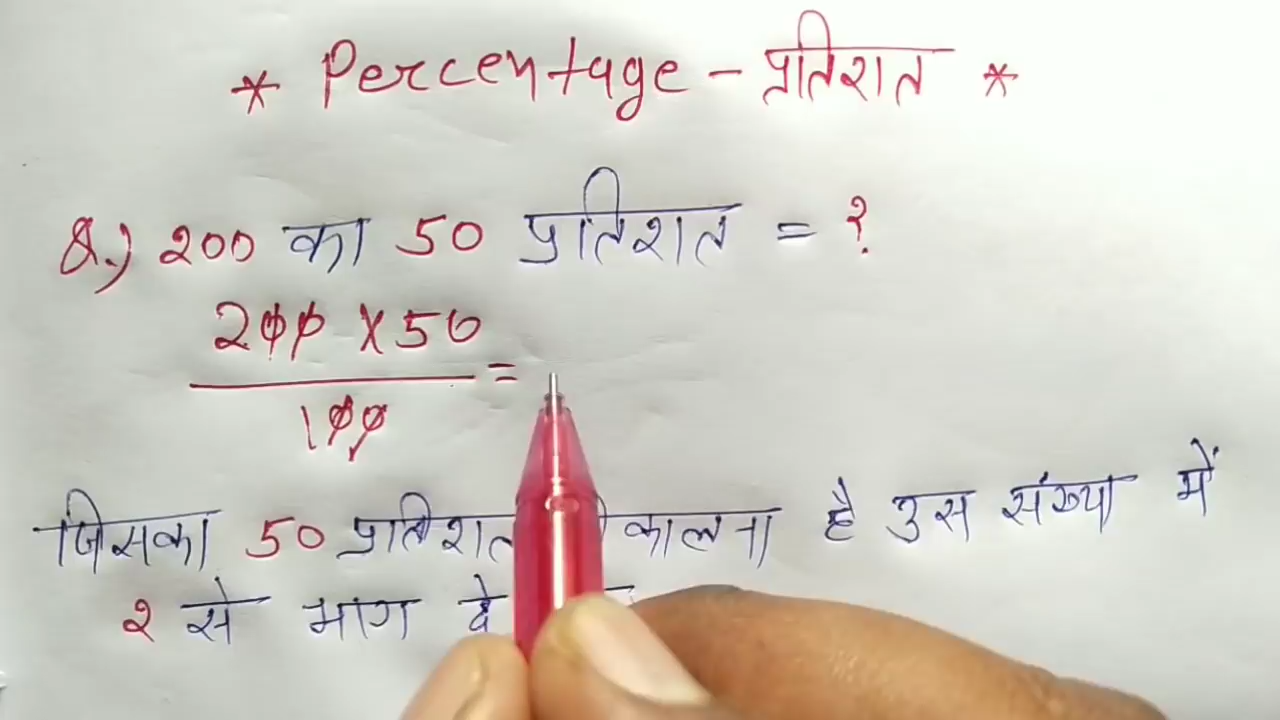 * Percentage - प्रतिशत *
Q.) 200 का 50 प्रतिशत = ?
200 X 50
=
100
जिसका 50 प्रतिशत है उस संख्या में
2 से भाग